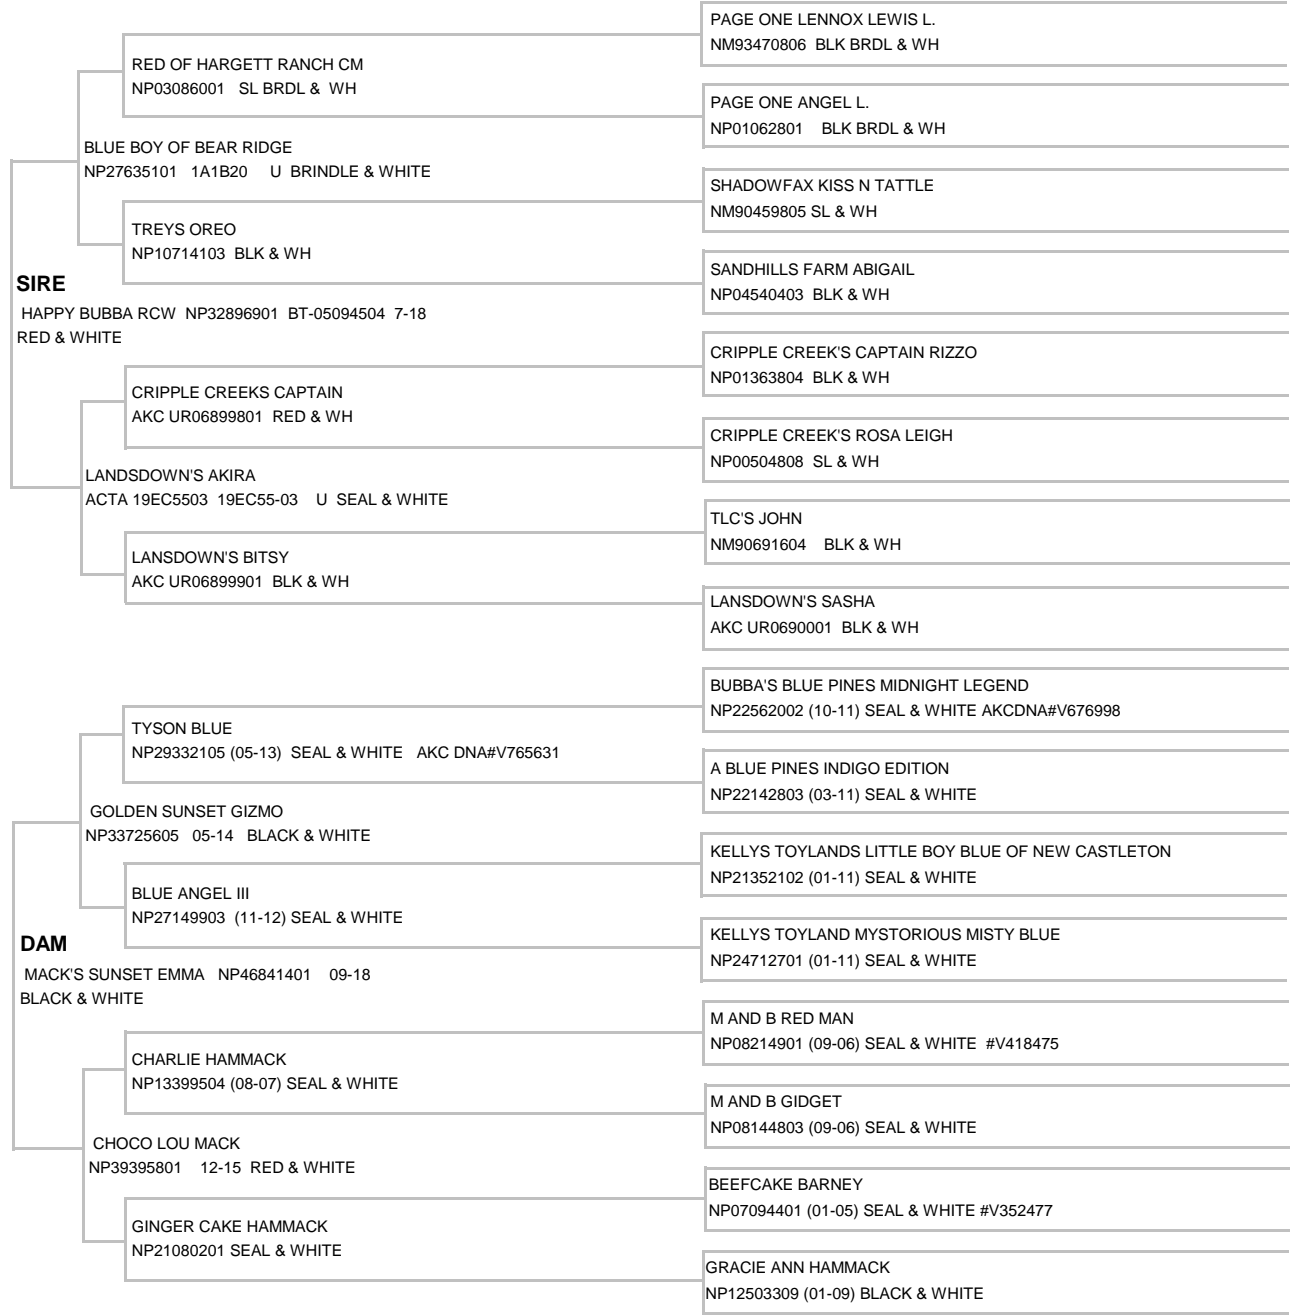 PAGE ONE LENNOX LEWIS L.
NM93470806 BLK BRDL & WH
RED OF HARGETT RANCH CM
NP03086001 SL BRDL & WH
PAGE ONE ANGEL L.
NP01062801 BLK BRDL & WH
BLUE BOY OF BEAR RIDGE
NP27635101 1A1B20 U BRINDLE & WHITE
SHADOWFAX KISS N TATTLE
NM90459805 SL & WH
TREYS OREO
NP10714103 BLK & WH
SANDHILLS FARM ABIGAIL
NP04540403 BLK & WH
SIRE
HAPPY BUBBA RCW NP32896901 BT-05094504 7-18
RED & WHITE
CRIPPLE CREEK'S CAPTAIN RIZZO
NP01363804 BLK & WH
CRIPPLE CREEKS CAPTAIN
AKC UR06899801 RED & WH
CRIPPLE CREEK'S ROSA LEIGH
NP00504808 SL & WH
LANDSDOWN'S AKIRA
ACTA 19EC5503 19EC55-03 U SEAL & WHITE
TLC'S JOHN
NM90691604 BLK & WH
LANSDOWN'S BITSY
AKC UR06899901 BLK & WH
LANSDOWN'S SASHA
AKC UR0690001 BLK & WH
BUBBA'S BLUE PINES MIDNIGHT LEGEND
NP22562002 (10-11) SEAL & WHITE AKCDNA#V676998
TYSON BLUE
NP29332105 (05-13) SEAL & WHITE AKC DNA#V765631
A BLUE PINES INDIGO EDITION
NP22142803 (03-11) SEAL & WHITE
GOLDEN SUNSET GIZMO
NP33725605 05-14 BLACK & WHITE
KELLYS TOYLANDS LITTLE BOY BLUE OF NEW CASTLETON
NP21352102 (01-11) SEAL & WHITE
BLUE ANGEL III
NP27149903 (11-12) SEAL & WHITE
KELLYS TOYLAND MYSTORIOUS MISTY BLUE
NP24712701 (01-11) SEAL & WHITE
DAM
MACK'S SUNSET EMMA NP46841401 09-18
BLACK & WHITE
M AND B RED MAN
NP08214901 (09-06) SEAL & WHITE #V418475
CHARLIE HAMMACK
NP13399504 (08-07) SEAL & WHITE
M AND B GIDGET
NP08144803 (09-06) SEAL & WHITE
CHOCO LOU MACK
NP39395801 12-15 RED & WHITE
BEEFCAKE BARNEY
NP07094401 (01-05) SEAL & WHITE #V352477
GINGER CAKE HAMMACK
NP21080201 SEAL & WHITE
GRACIE ANN HAMMACK
NP12503309 (01-09) BLACK & WHITE